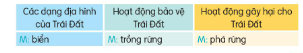 Các dạng địa hình
của Trái Đất
Hoạt động bảo vệ
Trái Đất
Hoạt động gây hại cho
Trái Đất
M: biển
M: trồng rừng
M: phá rừng